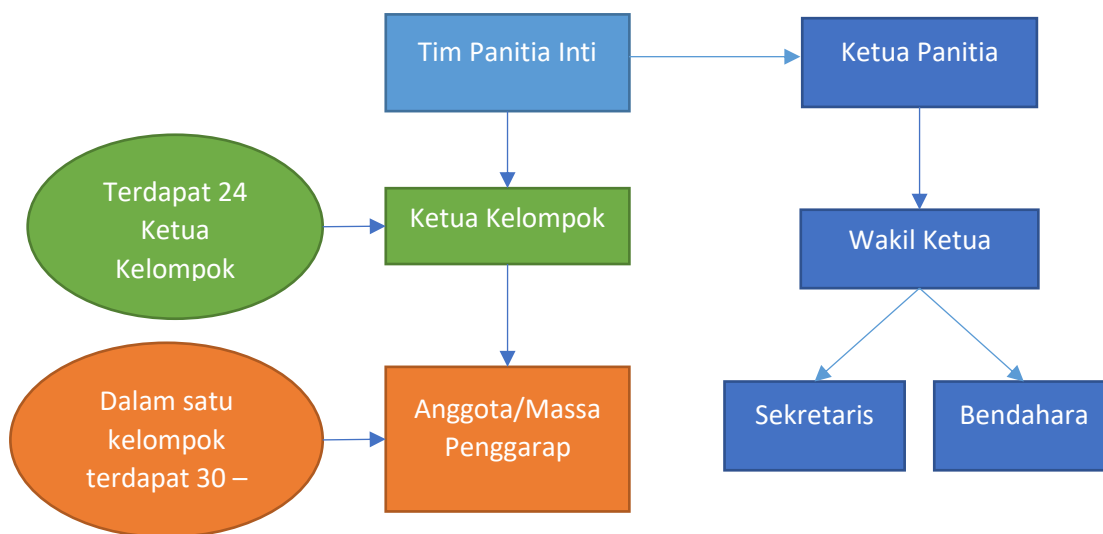 Tim Panitia Inti
Ketua Panitia
Terdapat 24
Ketua
Kelompok
Ketua Kelompok
Wakil Ketua
Dalam satu
kelompok
terdapat 30 –
Anggota/Massa
Penggarap
Sekretaris
Bendahara